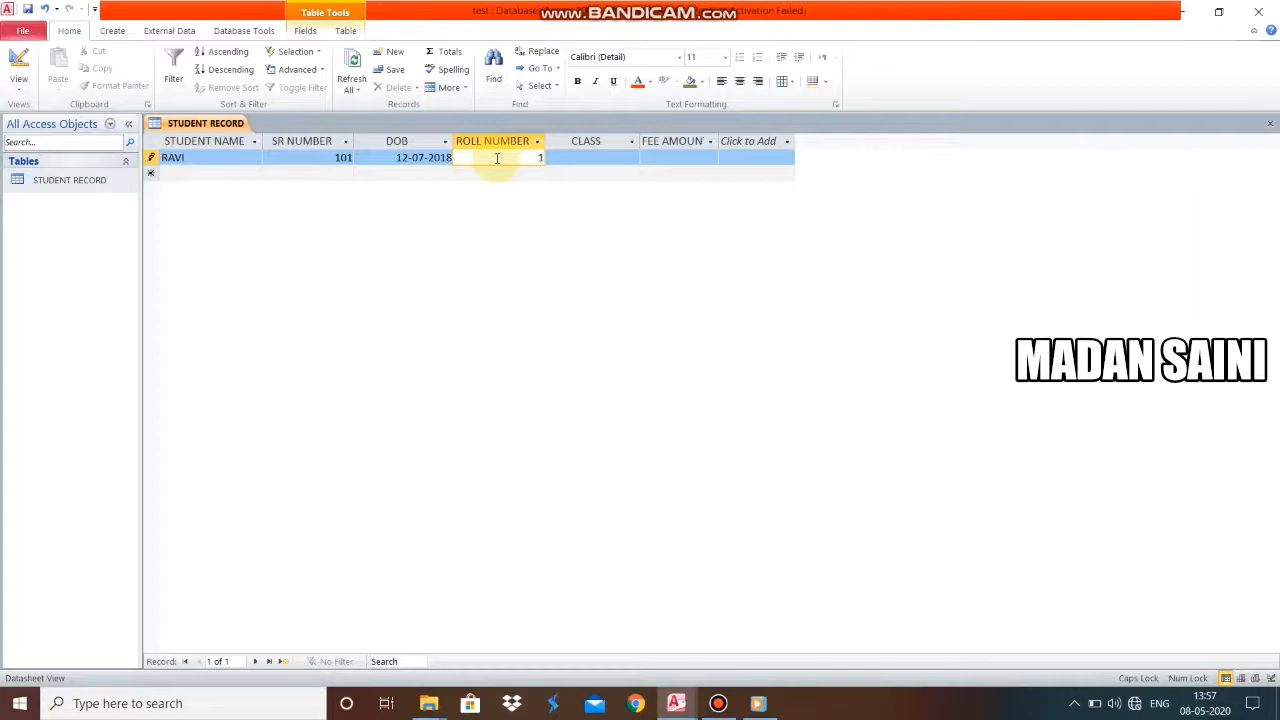 Table Tools
test : Database
www.BANDICAM.com
Activation Failed)
File Home Create External Data Database Tools Fields Table
View
Views
Paste
Cut
Copy
Format Painter
Clipboard
Filter
Ascending
Descending
Remove Sort
Selection
Advanced
Toggle Filter
Sort & Filter
Refresh
All
New
Save
Delete
Totals
Spelling
More
Records
Find
Replace
Go To
Select
Find
Calibri (Detail) 11
B I U A
Text Formatting
All Access Objects
Search...
Tables
STUDENT RECORD
STUDENT RECORD
STUDENT NAME SR NUMBER DOB ROLL NUMBER CLASS FEE AMOUN Click to Add
RAVI 101 12-07-2018 1
MADAN SAINI
Record: 1 of 1 No Filter Search
Datasheet View Caps Lock Num Lock
Type here to search
ENG
13:57
08-05-2020